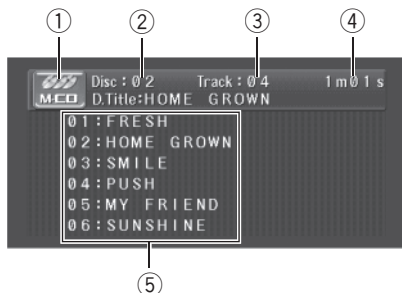 ① ② ③ ④
M-CD Disc:02 Track:04 1m01s
D.Title:HOME GROWN
01:FRESH
02:HOME GROWN
03:SMILE
04:PUSH
05:MY FRIEND
06:SUNSHINE
⑤